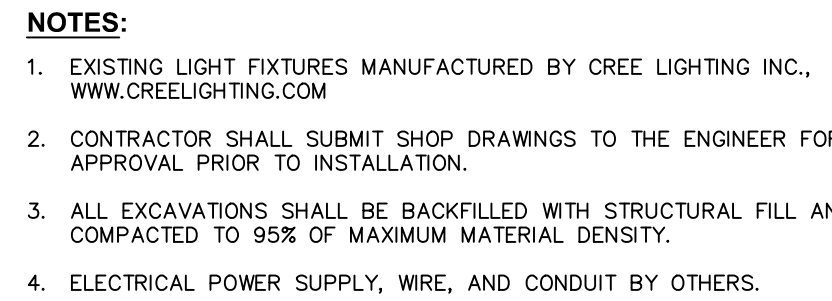 NOTES:
1. EXISTING LIGHT FIXTURES MANUFACTURED BY CREE LIGHTING INC.,
WWW.CREELIGHTING.COM
2. CONTRACTOR SHALL SUBMIT SHOP DRAWINGS TO THE ENGINEER FOR
APPROVAL PRIOR TO INSTALLATION.
3. ALL EXCAVATIONS SHALL BE BACKFILLED WITH STRUCTURAL FILL
COMPACTED TO 95% OF MAXIMUM MATERIAL DENSITY.
4. ELECTRICAL POWER SUPPLY, WIRE, AND CONDUIT BY OTHERS.